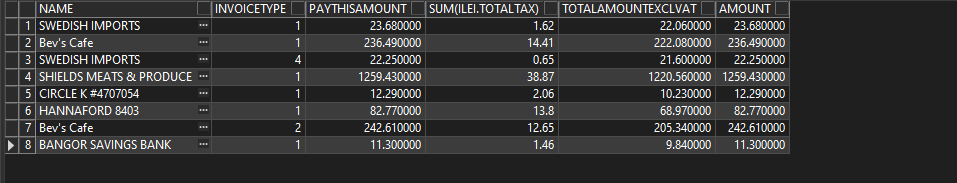 NAME INVOICETYPE PAYTHISAMOUNT SUM(ILEI.TOTALTAX) TOTALAMOUNTEXCLVAT AMOUNT
1 SWEDISH IMPORTS ... 1 23.680000 1.62 22.060000 23.680000
2 Bev's Cafe ... 1 236.490000 14.41 222.080000 236.490000
3 SWEDISH IMPORTS ... 4 22.250000 0.65 21.600000 22.250000
4 SHIELDS MEATS & PRODUCE ... 1 1259.430000 38.87 1220.560000 1259.430000
5 CIRCLE K #4707054 ... 1 12.290000 2.06 10.230000 12.290000
6 HANNAFORD 8403 ... 1 82.770000 13.8 68.970000 82.770000
7 Bev's Cafe ... 2 242.610000 12.65 205.340000 242.610000
8 BANGOR SAVINGS BANK ... 1 11.300000 1.46 9.840000 11.300000